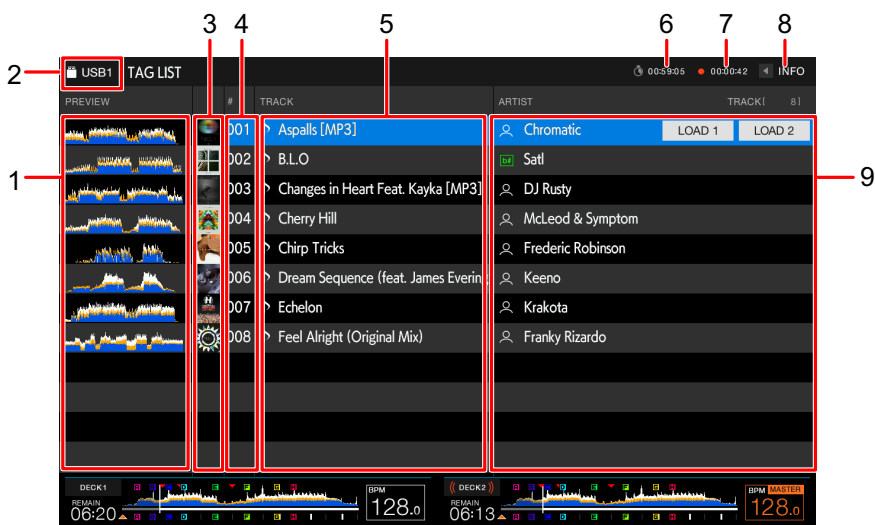 3 4 5 6 7 8
2 USB1 TAG LIST 00:59:05 00:00:42 INFO
PREVIEW # TRACK ARTIST TRACK[ 8]
001 Aspalls [MP3] Chromatic LOAD 1 LOAD 2
002 B.L.O Satl
1 003 Changes in Heart Feat. Kayka [MP3] DJ Rusty 9
004 Cherry Hill McLeod & Symptom
005 Chirp Tricks Frederic Robinson
006 Dream Sequence (feat. James Evering Keeno
007 Echelon Krakota
008 Feel Alright (Original Mix) Franky Rizardo
DECK1 BPM DECK2 BPM MASTER
REMAIN REMAIN
06:20 128.0 06:13 128.0